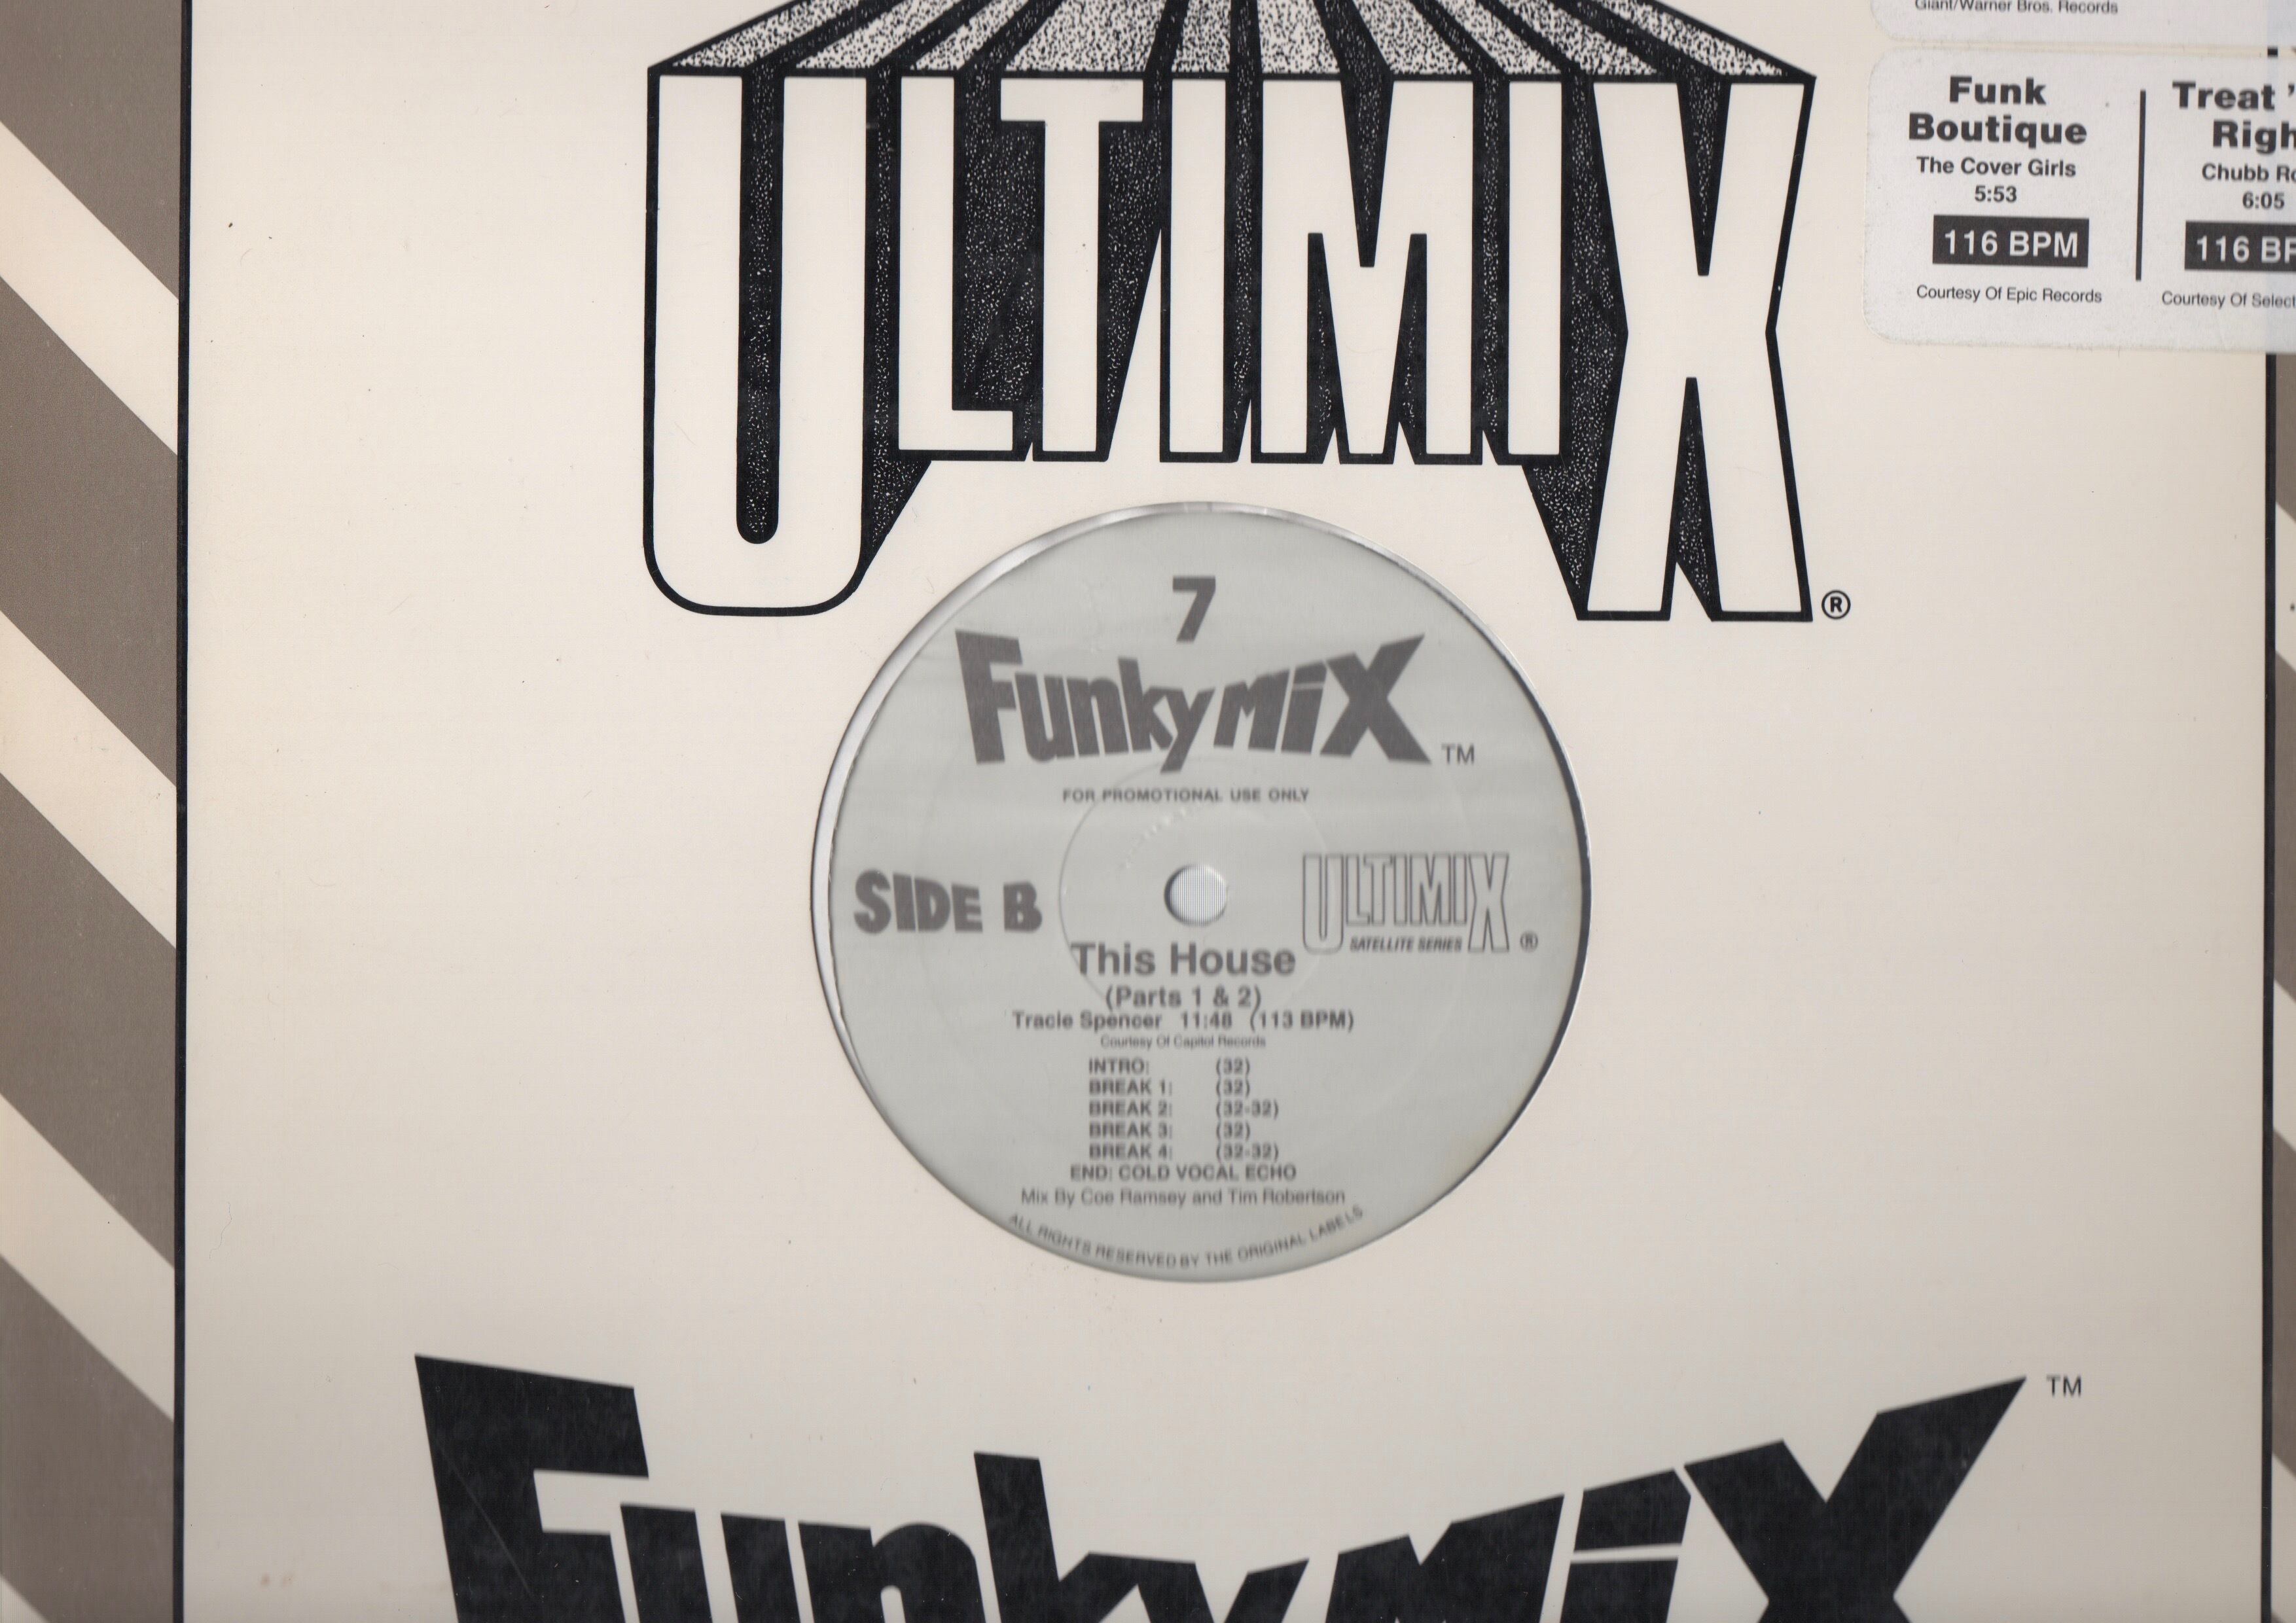 Giant/Warner Bros. Records
ULTIMIX®
Funk
Boutique
The Cover Girls
5:53
116 BPM
Courtesy Of Epic Records
Treat '
Righ
Chubb Ro
6:05
116 BP
Courtesy Of Select
7
Funkymix™
FOR PROMOTIONAL USE ONLY
SIDE B
ULTIMIX
SATELLITE SERIES ®
This House
(Parts 1 & 2)
Tracie Spencer 11:48 (113 BPM)
Courtesy Of Capitol Records
INTRO: (32)
BREAK 1: (32)
BREAK 2: (32-32)
BREAK 3: (32)
BREAK 4: (32-32)
END: COLD VOCAL ECHO
Mix By Coe Ramsey and Tim Robertson
ALL RIGHTS RESERVED BY THE ORIGINAL LABELS
Funkymix™